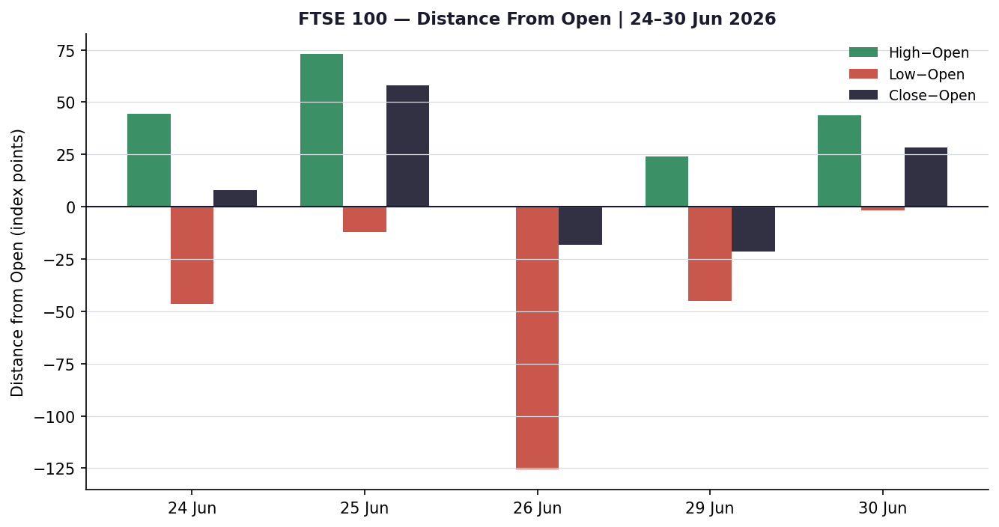 FTSE 100 — Distance From Open | 24–30 Jun 2026
High−Open
Low−Open
Close−Open
Distance from Open (index points)
75
50
25
0
−25
−50
−75
−100
−125
24 Jun
25 Jun
26 Jun
29 Jun
30 Jun